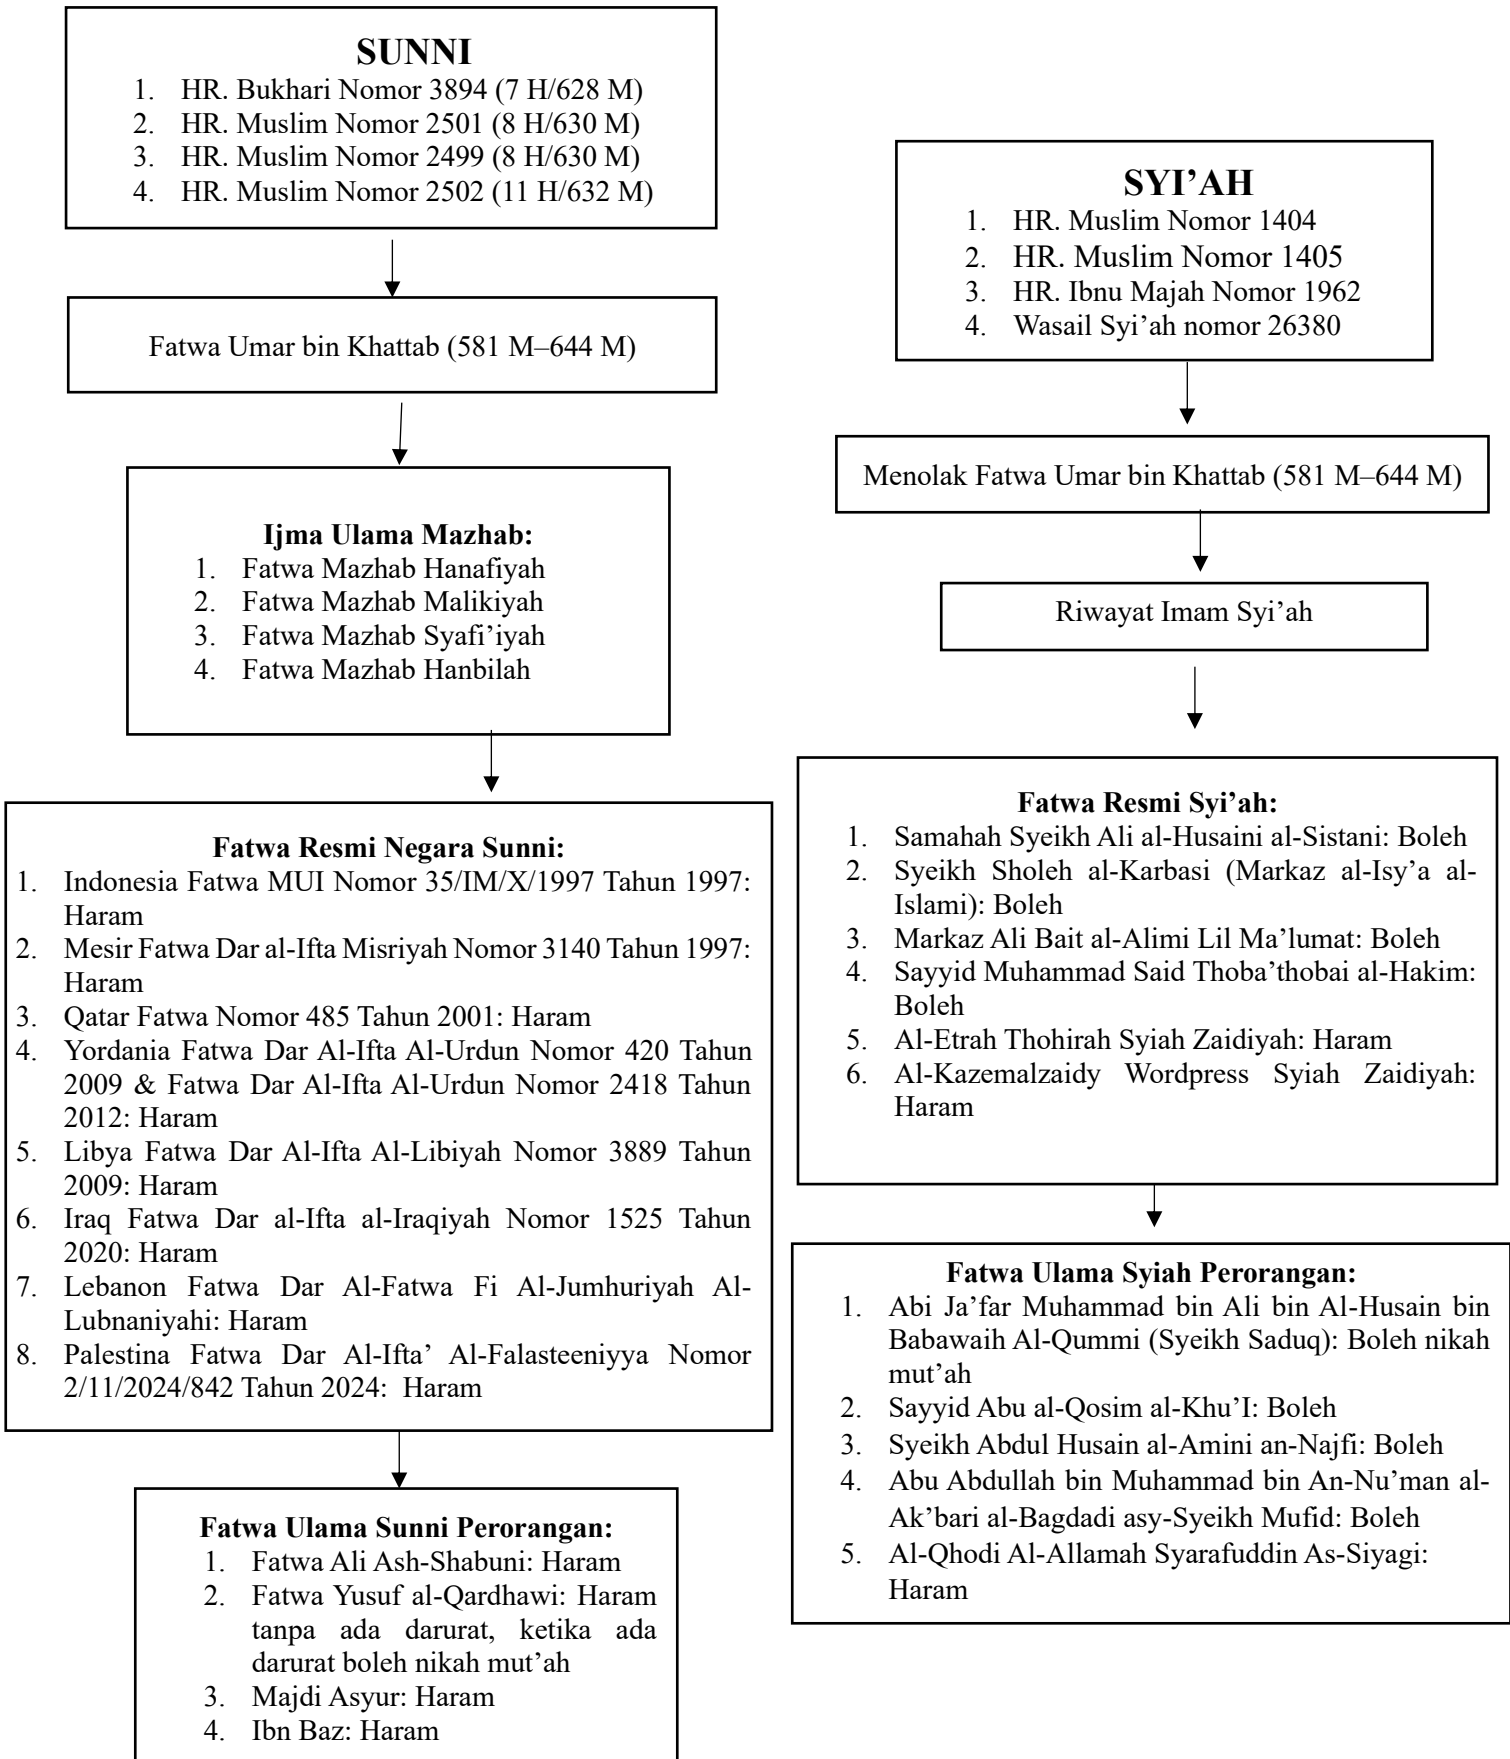 SUNNI
1. HR. Bukhari Nomor 3894 (7 H/628 M)
2. HR. Muslim Nomor 2501 (8 H/630 M)
3. HR. Muslim Nomor 2499 (8 H/630 M)
4. HR. Muslim Nomor 2502 (11 H/632 M)
Fatwa Umar bin Khattab (581 M–644 M)
Ijma Ulama Mazhab:
1. Fatwa Mazhab Hanafiyah
2. Fatwa Mazhab Malikiyah
3. Fatwa Mazhab Syafi’iyah
4. Fatwa Mazhab Hanbilah
Fatwa Resmi Negara Sunni:
1. Indonesia Fatwa MUI Nomor 35/IM/X/1997 Tahun 1997:
Haram
2. Mesir Fatwa Dar al-Ifta Misriyah Nomor 3140 Tahun 1997:
Haram
3. Qatar Fatwa Nomor 485 Tahun 2001: Haram
4. Yordania Fatwa Dar Al-Ifta Al-Urdun Nomor 420 Tahun
2009 & Fatwa Dar Al-Ifta Al-Urdun Nomor 2418 Tahun
2012: Haram
5. Libya Fatwa Dar Al-Ifta Al-Libiyah Nomor 3889 Tahun
2009: Haram
6. Iraq Fatwa Dar al-Ifta al-Iraqiyah Nomor 1525 Tahun
2020: Haram
7. Lebanon Fatwa Dar Al-Fatwa Fi Al-Jumhuriyah Al-
Lubnaniyahi: Haram
8. Palestina Fatwa Dar Al-Ifta’ Al-Falasteeniyya Nomor
2/11/2024/842 Tahun 2024: Haram
Fatwa Ulama Sunni Perorangan:
1. Fatwa Ali Ash-Shabuni: Haram
2. Fatwa Yusuf al-Qardhawi: Haram
tanpa ada darurat, ketika ada
darurat boleh nikah mut’ah
3. Majdi Asyur: Haram
4. Ibn Baz: Haram
SYI’AH
1. HR. Muslim Nomor 1404
2. HR. Muslim Nomor 1405
3. HR. Ibnu Majah Nomor 1962
4. Wasail Syi’ah nomor 26380
Menolak Fatwa Umar bin Khattab (581 M–644 M)
Riwayat Imam Syi’ah
Fatwa Resmi Syi’ah:
1. Samahah Syeikh Ali al-Husaini al-Sistani: Boleh
2. Syeikh Sholeh al-Karbasi (Markaz al-Isy’a al-
Islami): Boleh
3. Markaz Ali Bait al-Alimi Lil Ma’lumat: Boleh
4. Sayyid Muhammad Said Thoba’thobai al-Hakim:
Boleh
5. Al-Etrah Thohirah Syiah Zaidiyah: Haram
6. Al-Kazemalzaidy Wordpress Syiah Zaidiyah:
Haram
Fatwa Ulama Syiah Perorangan:
1. Abi Ja’far Muhammad bin Ali bin Al-Husain bin
Babawaih Al-Qummi (Syeikh Saduq): Boleh nikah
mut’ah
2. Sayyid Abu al-Qosim al-Khu’I: Boleh
3. Syeikh Abdul Husain al-Amini an-Najfi: Boleh
4. Abu Abdullah bin Muhammad bin An-Nu’man al-
Ak’bari al-Bagdadi asy-Syeikh Mufid: Boleh
5. Al-Qhodi Al-Allamah Syarafuddin As-Siyagi:
Haram